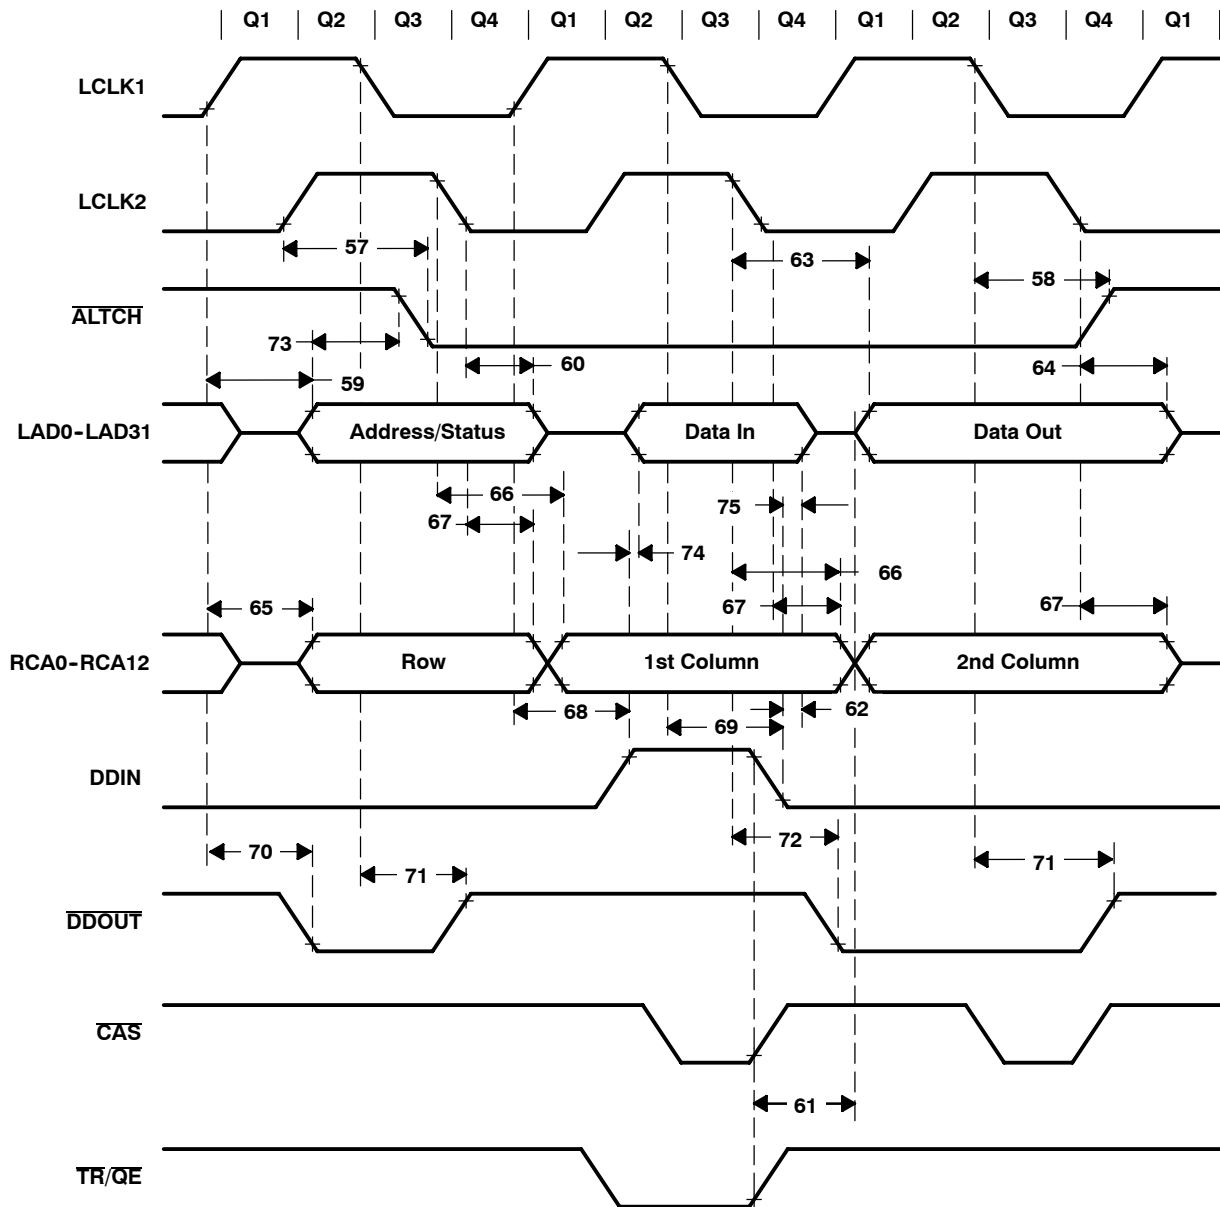 Q1 Q2 Q3 Q4 Q1 Q2 Q4 Q1 Q2 Q3 Q4 Q1
LCLK1
LCLK2
57
63
58
ALTCH
73
60
64
59
LAD0-LAD31 Address/Status Data In Data Out
66
75
67
74
66
65
67
67
RCA0-RCA12 Row 1st Column 2nd Column
68
62
69
DDIN
72
70
71
71
DDOUT
CAS
61
TR/QE